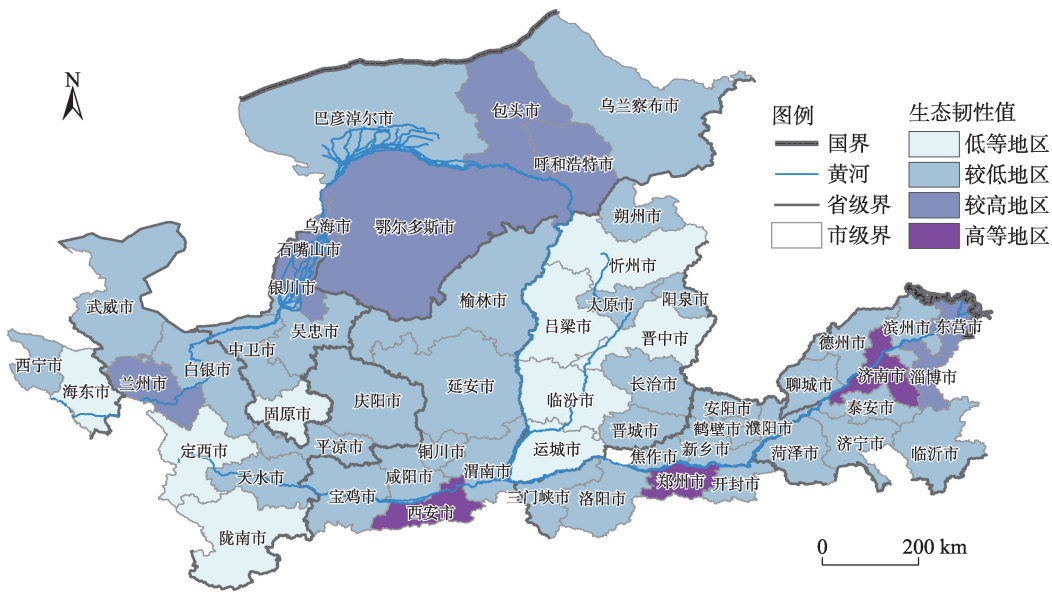 N
图例
国界
黄河
省级界
市级界
生态韧性值
低等地区
较低地区
较高地区
高等地区
巴彦淖尔市
包头市
乌兰察布市
呼和浩特市
乌海市
鄂尔多斯市
石嘴山市
银川市
朔州市
忻州市
武威市
吴忠市
榆林市
太原市
阳泉市
吕梁市
晋中市
中卫市
西宁市
海东市
兰州市
白银市
固原市
庆阳市
延安市
临汾市
长治市
德州市
滨州市
东营市
聊城市
济南市
淄博市
泰安市
定西市
平凉市
铜川市
运城市
晋城市
安阳市
鹤壁市
濮阳市
新乡市
焦作市
菏泽市
济宁市
临沂市
天水市
宝鸡市
咸阳市
渭南市
西安市
三门峡市
洛阳市
郑州市
开封市
陇南市
0
200 km